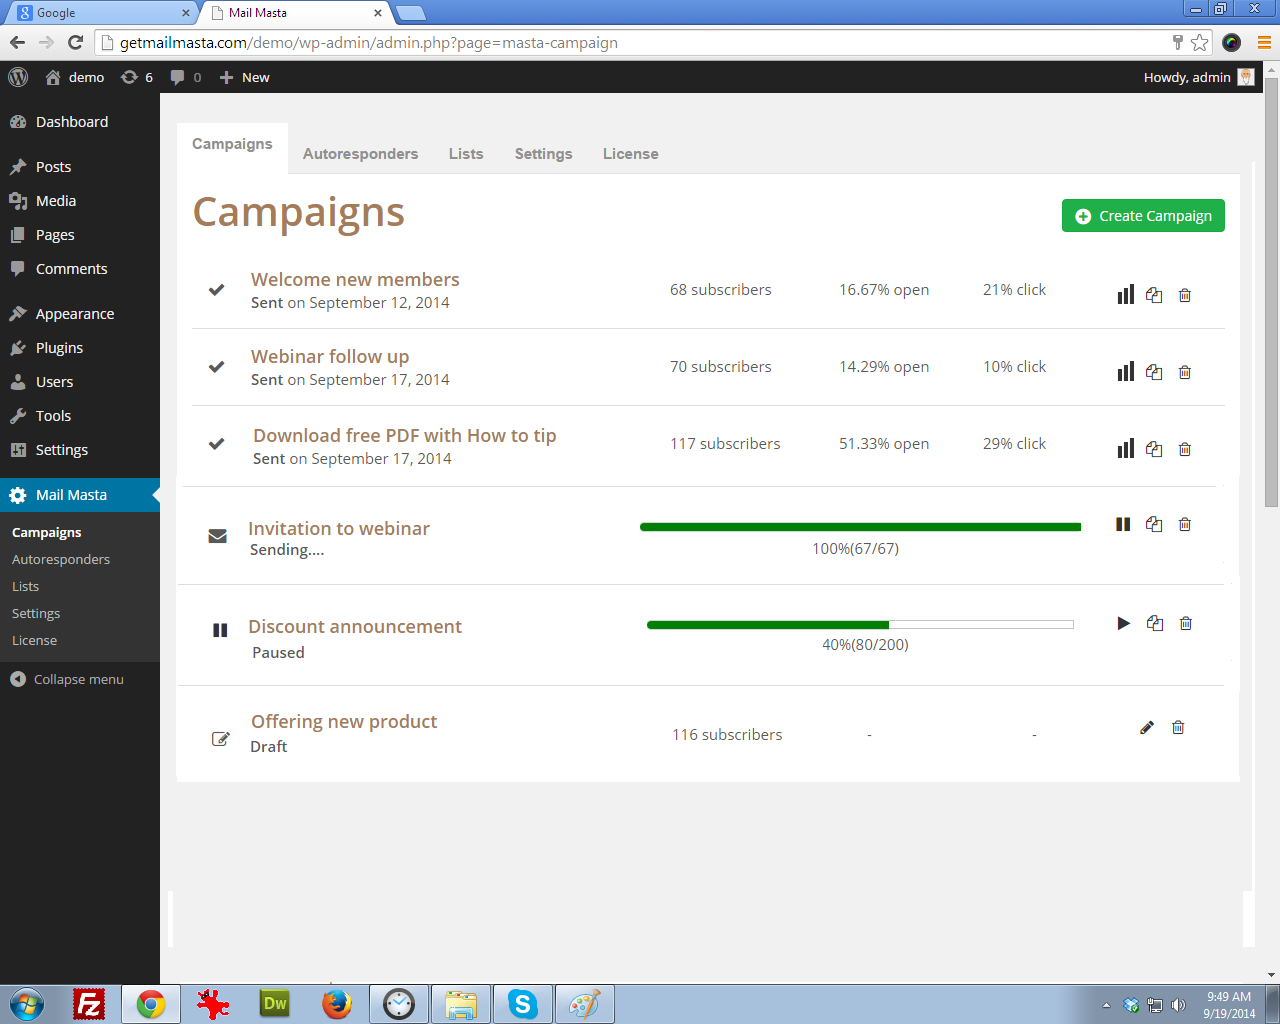 Google
Mail Masta
getmailmasta.com/demo/wp-admin/admin.php?page=masta-campaign
demo 6 0 New
Howdy, admin
Dashboard
Posts
Media
Pages
Comments
Appearance
Plugins
Users
Tools
Settings
Mail Masta
Campaigns
Autoresponders
Lists
Settings
License
Collapse menu
Campaigns Autoresponders Lists Settings License
Campaigns
Create Campaign
Welcome new members
Sent on September 12, 2014
68 subscribers 16.67% open 21% click
Webinar follow up
Sent on September 17, 2014
70 subscribers 14.29% open 10% click
Download free PDF with How to tip
Sent on September 17, 2014
117 subscribers 51.33% open 29% click
Invitation to webinar
Sending....
100%(67/67)
Discount announcement
Paused
40%(80/200)
Offering new product
Draft
116 subscribers - -
Fz
Dw
S
9:49 AM
9/19/2014